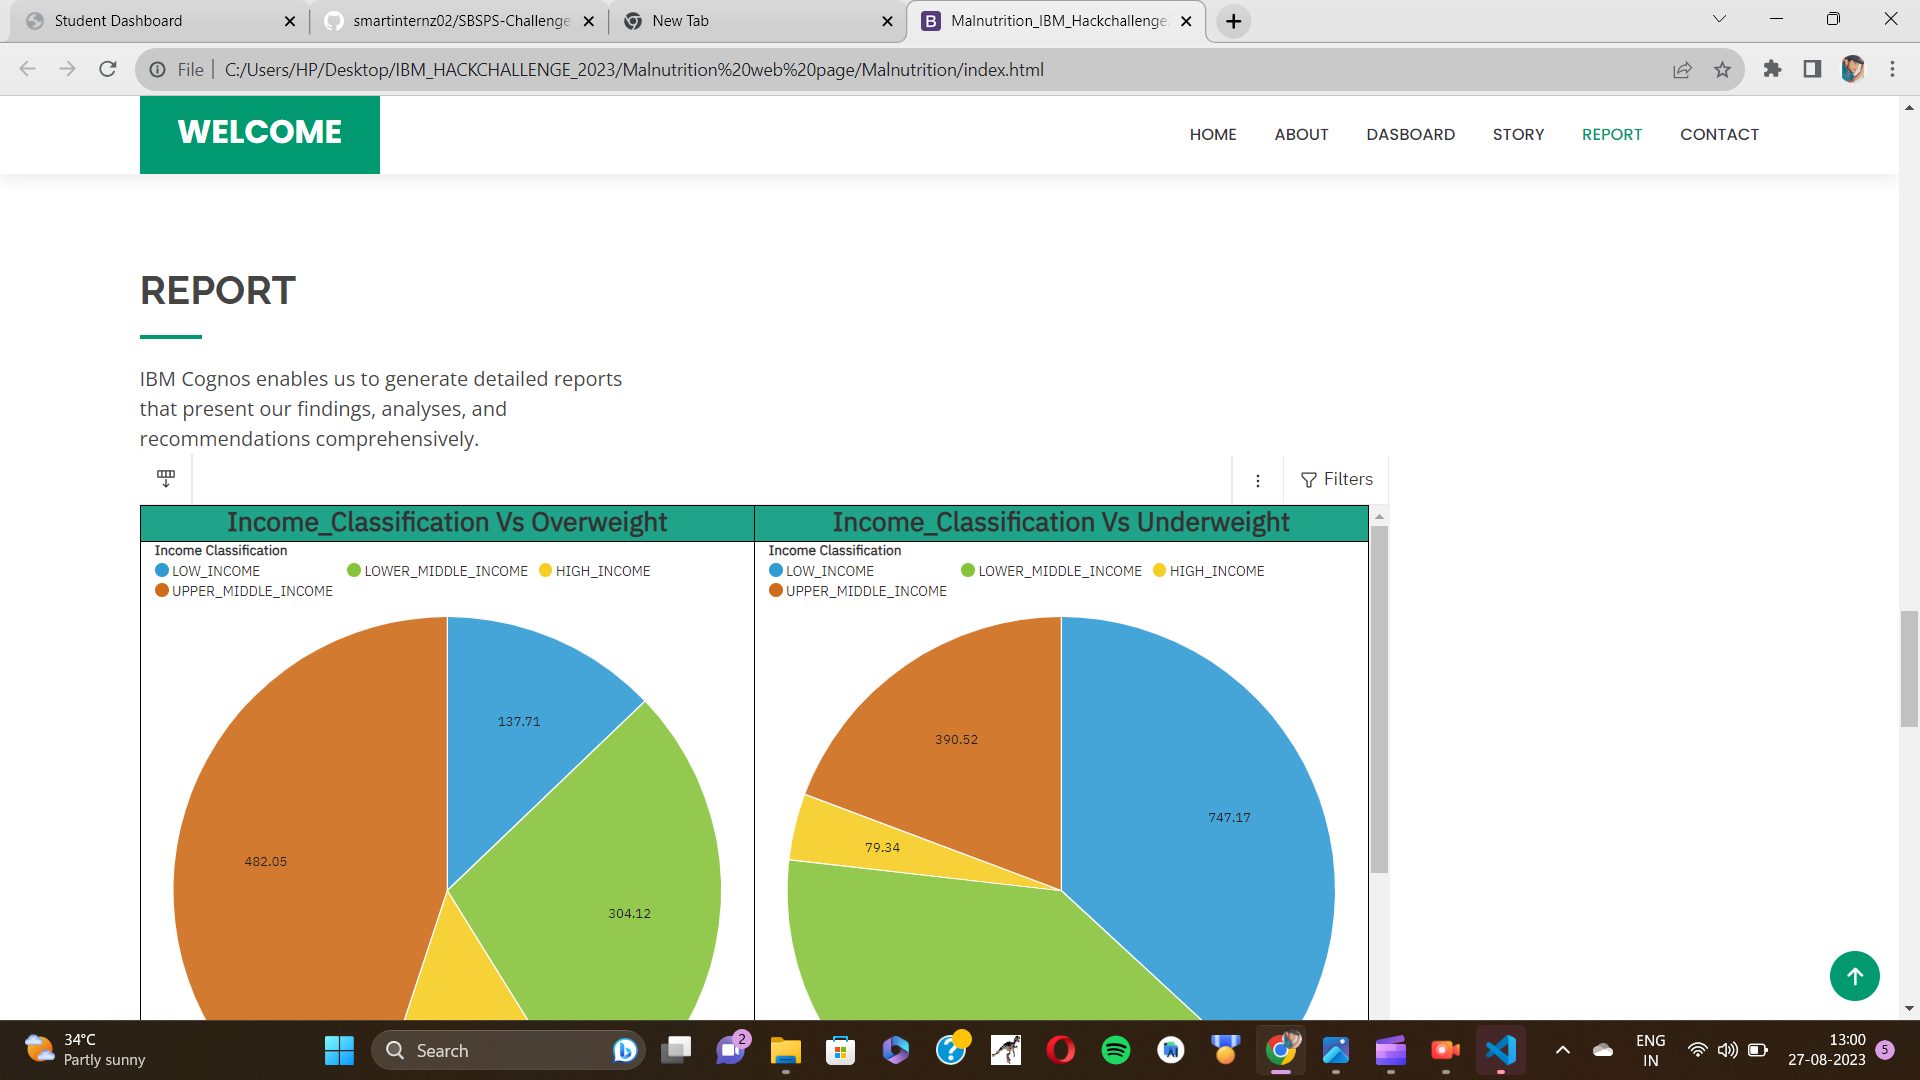 Student Dashboard
smartinternz02/SBSPS-Challenge
New Tab
Malnutrition_IBM_Hackchallenge
File
C:/Users/HP/Desktop/IBM_HACKCHALLENGE_2023/Malnutrition%20web%20page/Malnutrition/index.html
WELCOME
HOME
ABOUT
DASBOARD
STORY
REPORT
CONTACT
REPORT
IBM Cognos enables us to generate detailed reports
that present our findings, analyses, and
recommendations comprehensively.
Filters
Income_Classification Vs Overweight
Income Classification
LOW_INCOME
LOWER_MIDDLE_INCOME
HIGH_INCOME
UPPER_MIDDLE_INCOME
137.71
482.05
304.12
Income_Classification Vs Underweight
Income Classification
LOW_INCOME
LOWER_MIDDLE_INCOME
HIGH_INCOME
UPPER_MIDDLE_INCOME
390.52
747.17
79.34
34°C
Partly sunny
Search
2
ENG
IN
13:00
27-08-2023
5